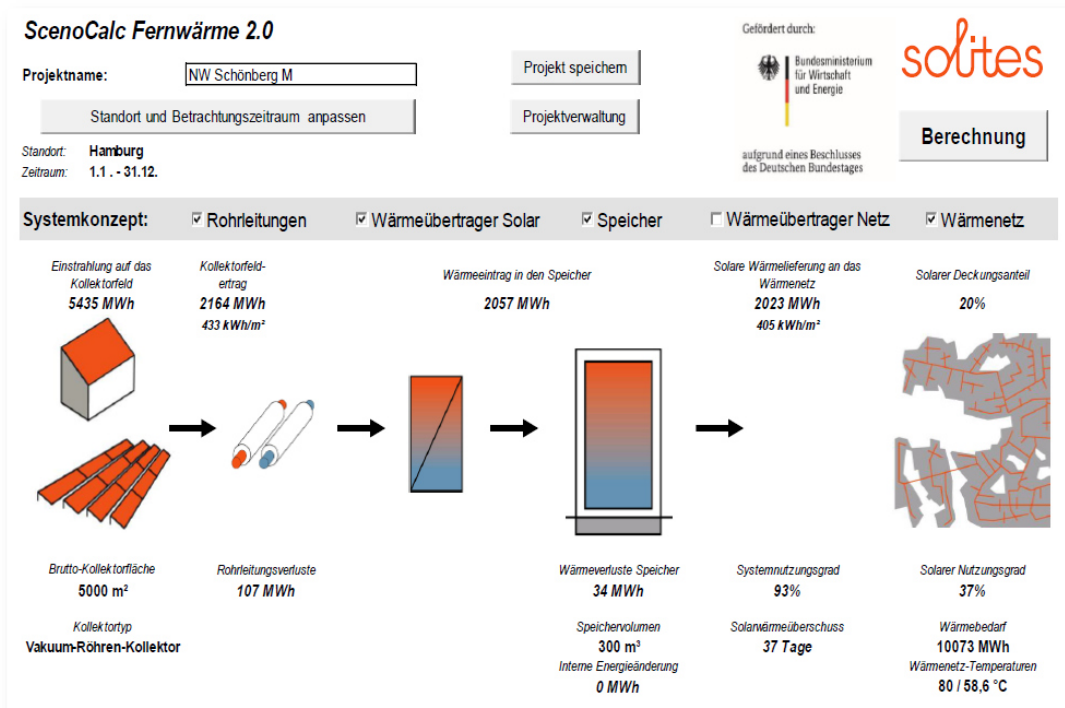 ScenoCalc Fernwärme 2.0
Projektname:
NW Schönberg M
Projekt speichern
Standort und Betrachtungszeitraum anpassen
Projektverwaltung
Standort: Hamburg
Zeitraum: 1.1 . - 31.12.
Gefördert durch:
Bundesministerium
für Wirtschaft
und Energie
aufgrund eines Beschlusses
des Deutschen Bundestages
solites
Berechnung
Systemkonzept:
Rohrleitungen
Wärmeübertrager Solar
Speicher
Wärmeübertrager Netz
Wärmenetz
Einstrahlung auf das
Kollektorfeld
5435 MWh
Kollektorfeld-
ertrag
2164 MWh
433 kWh/m²
Wärmeeintrag in den Speicher
2057 MWh
Solare Wärmelieferung an das
Wärmenetz
2023 MWh
405 kWh/m²
Solarer Deckungsanteil
20%
Brutto-Kollektorfläche
5000 m²
Kollektortyp
Vakuum-Röhren-Kollektor
Rohrleitungsverluste
107 MWh
Wärmeverluste Speicher
34 MWh
Speichervolumen
300 m³
Interne Energieänderung
0 MWh
Systemnutzungsgrad
93%
Solarwärmeüberschuss
37 Tage
Solarer Nutzungsgrad
37%
Wärmebedarf
10073 MWh
Wärmenetz-Temperaturen
80 / 58,6 °C